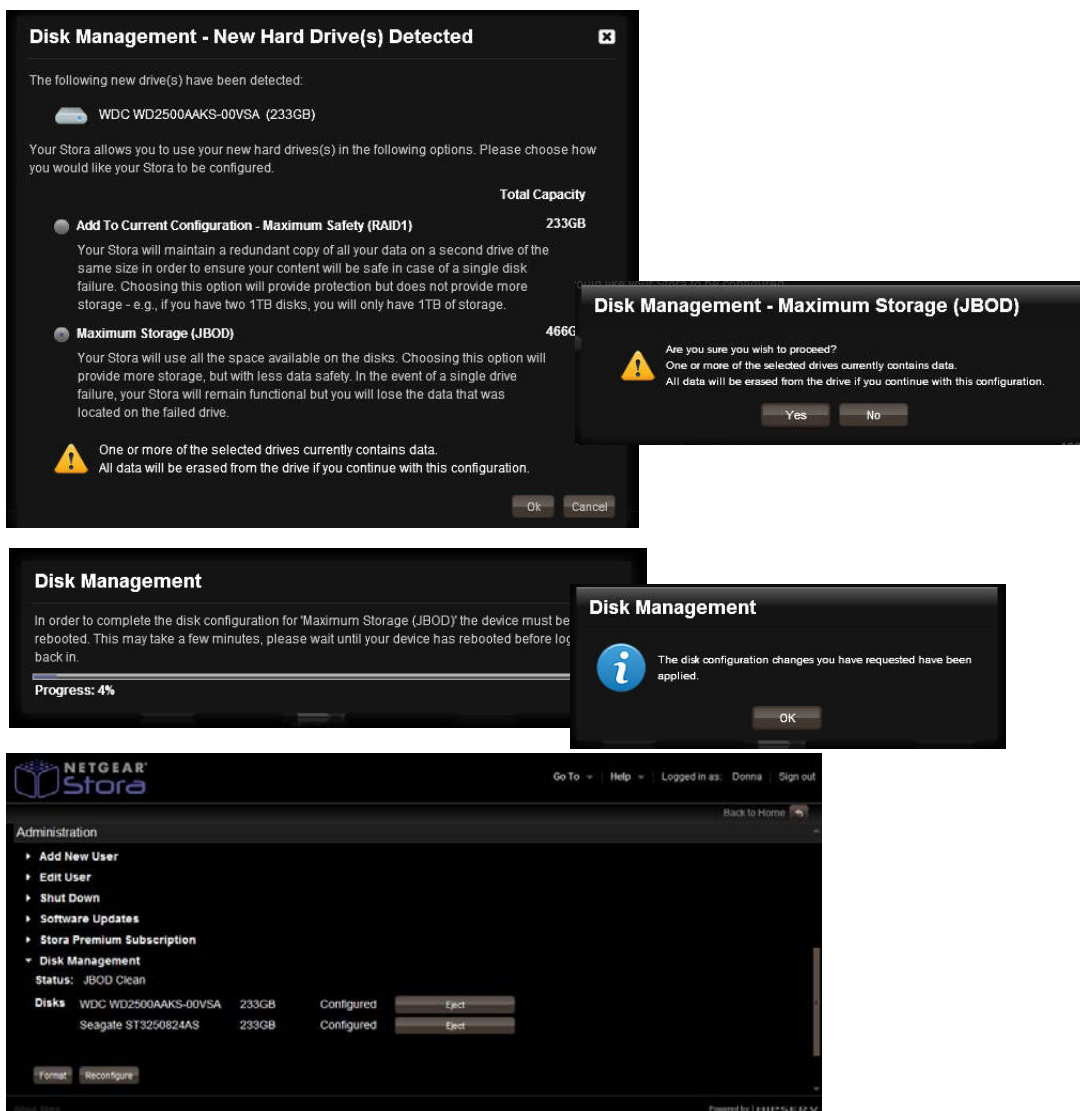 Disk Management - New Hard Drive(s) Detected
The following new drive(s) have been detected:
WDC WD2500AAKS-00VSA (233GB)
Your Stora allows you to use your new hard drives(s) in the following options. Please choose how
you would like your Stora to be configured.
Total Capacity
Add To Current Configuration - Maximum Safety (RAID1) 233GB
Your Stora will maintain a redundant copy of all your data on a second drive of the
same size in order to ensure your content will be safe in case of a single disk
failure. Choosing this option will provide protection but does not provide more
storage - e.g., if you have two 1TB disks, you will only have 1TB of storage.
Maximum Storage (JBOD) 466G
Your Stora will use all the space available on the disks. Choosing this option will
provide more storage, but with less data safety. In the event of a single drive
failure, your Stora will remain functional but you will lose the data that was
located on the failed drive.
One or more of the selected drives currently contains data.
All data will be erased from the drive if you continue with this configuration.
Ok Cancel
would like your Stora to be configured.
Disk Management - Maximum Storage (JBOD)
Are you sure you wish to proceed?
One or more of the selected drives currently contains data.
All data will be erased from the drive if you continue with this configuration.
Yes No
Disk Management
In order to complete the disk configuration for 'Maximum Storage (JBOD)' the device must be
rebooted. This may take a few minutes, please wait until your device has rebooted before log
back in.
Progress: 4%
Disk Management
The disk configuration changes you have requested have been
applied.
OK
NETGEAR
Stora
Go To Help Logged in as: Donna Sign out
Back to Home
Administration
Add New User
Edit User
Shut Down
Software Updates
Stora Premium Subscription
Disk Management
Status: JBOD Clean
Disks WDC WD2500AAKS-00VSA 233GB Configured Eject
Seagate ST3250824AS 233GB Configured Eject
Format Reconfigure
About Stora Powered by HIPSERV